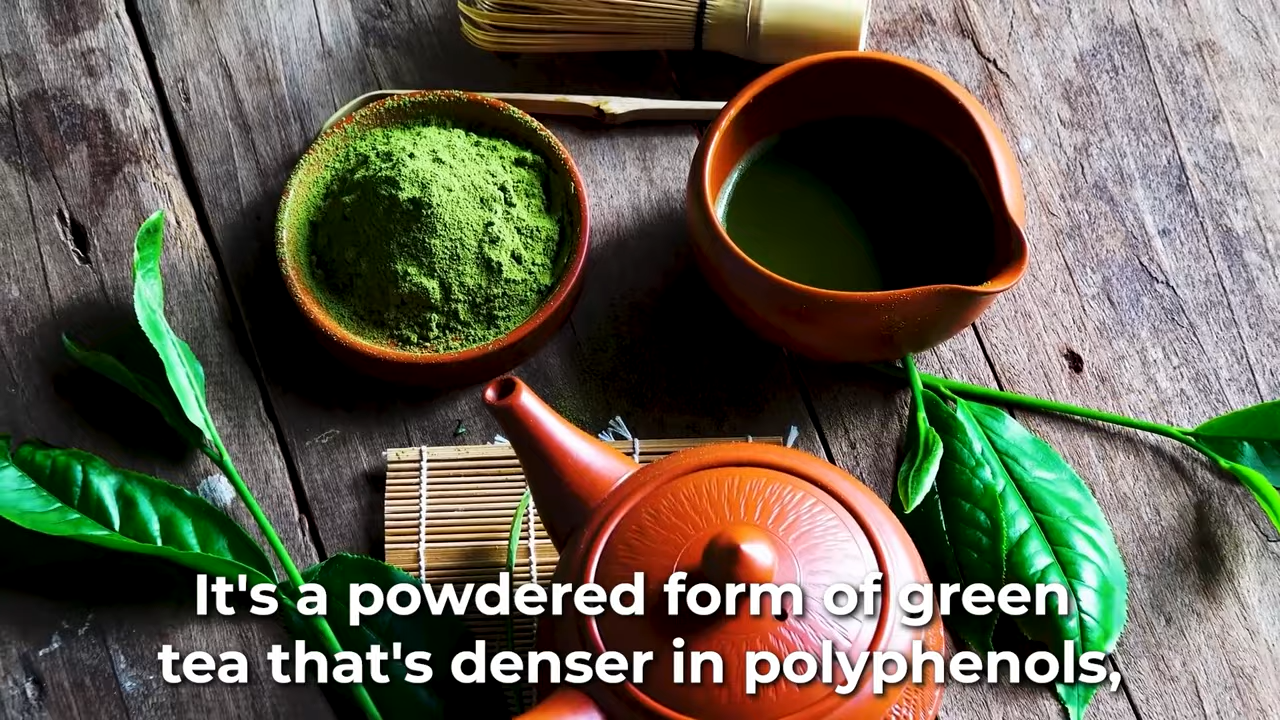 It's a powdered form of green
tea that's denser in polyphenols,